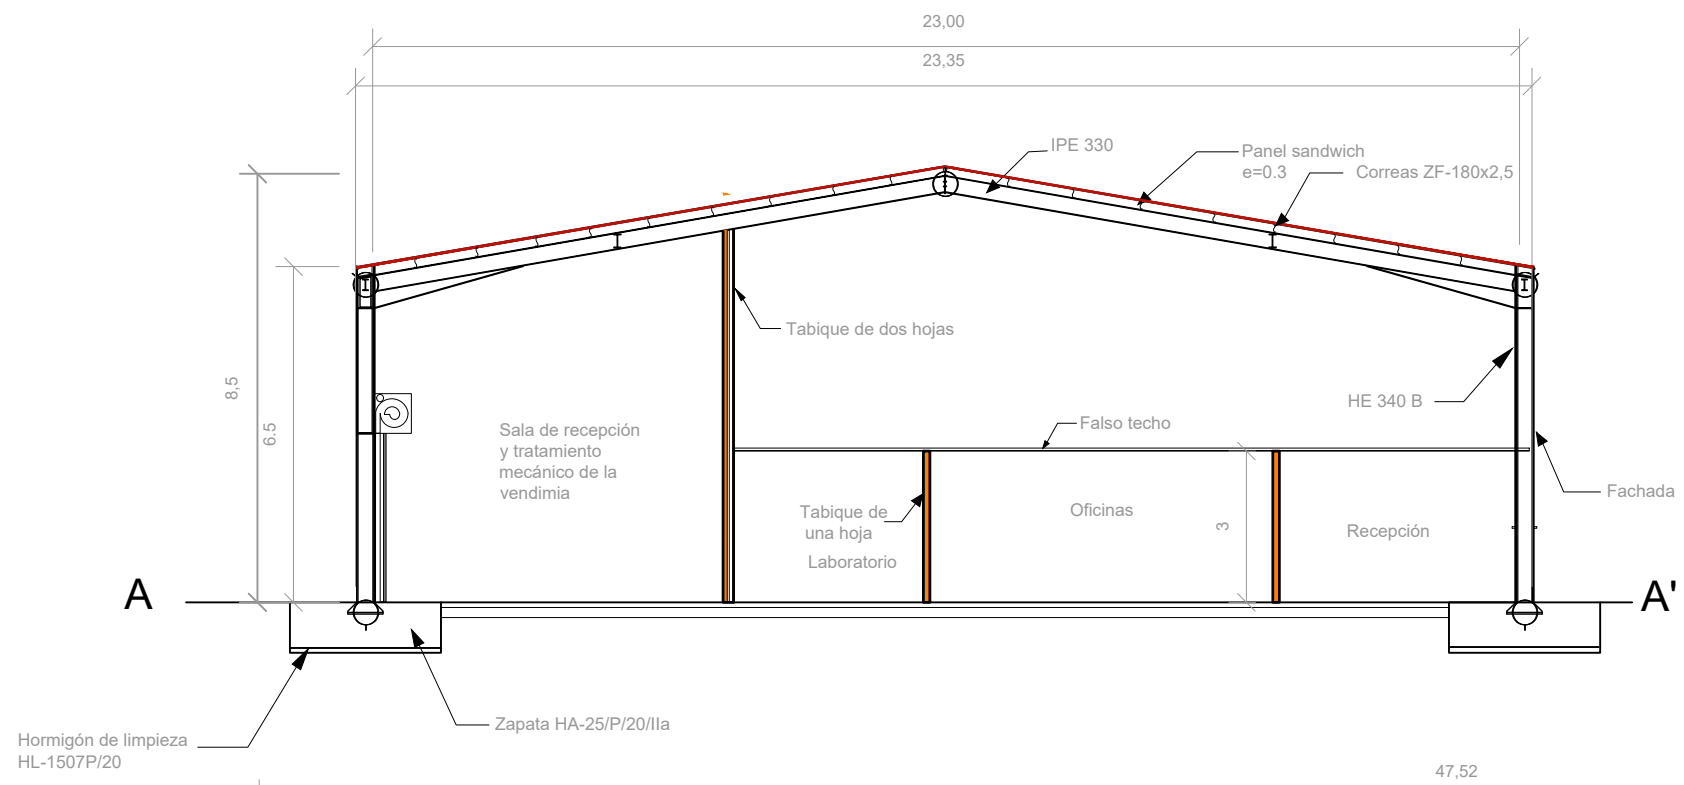 23,00
23,35
IPE 330
Panel sandwich
e=0.3
Correas ZF-180x2,5
Tabique de dos hojas
8,5
6.5
HE 340 B
Falso techo
Sala de recepción
y tratamiento
mecánico de la
vendimia
Fachada
Tabique de
una hoja
Oficinas
3
Recepción
Laboratorio
A
A'
Zapata HA-25/P/20/IIa
Hormigón de limpieza
HL-1507P/20
47,52